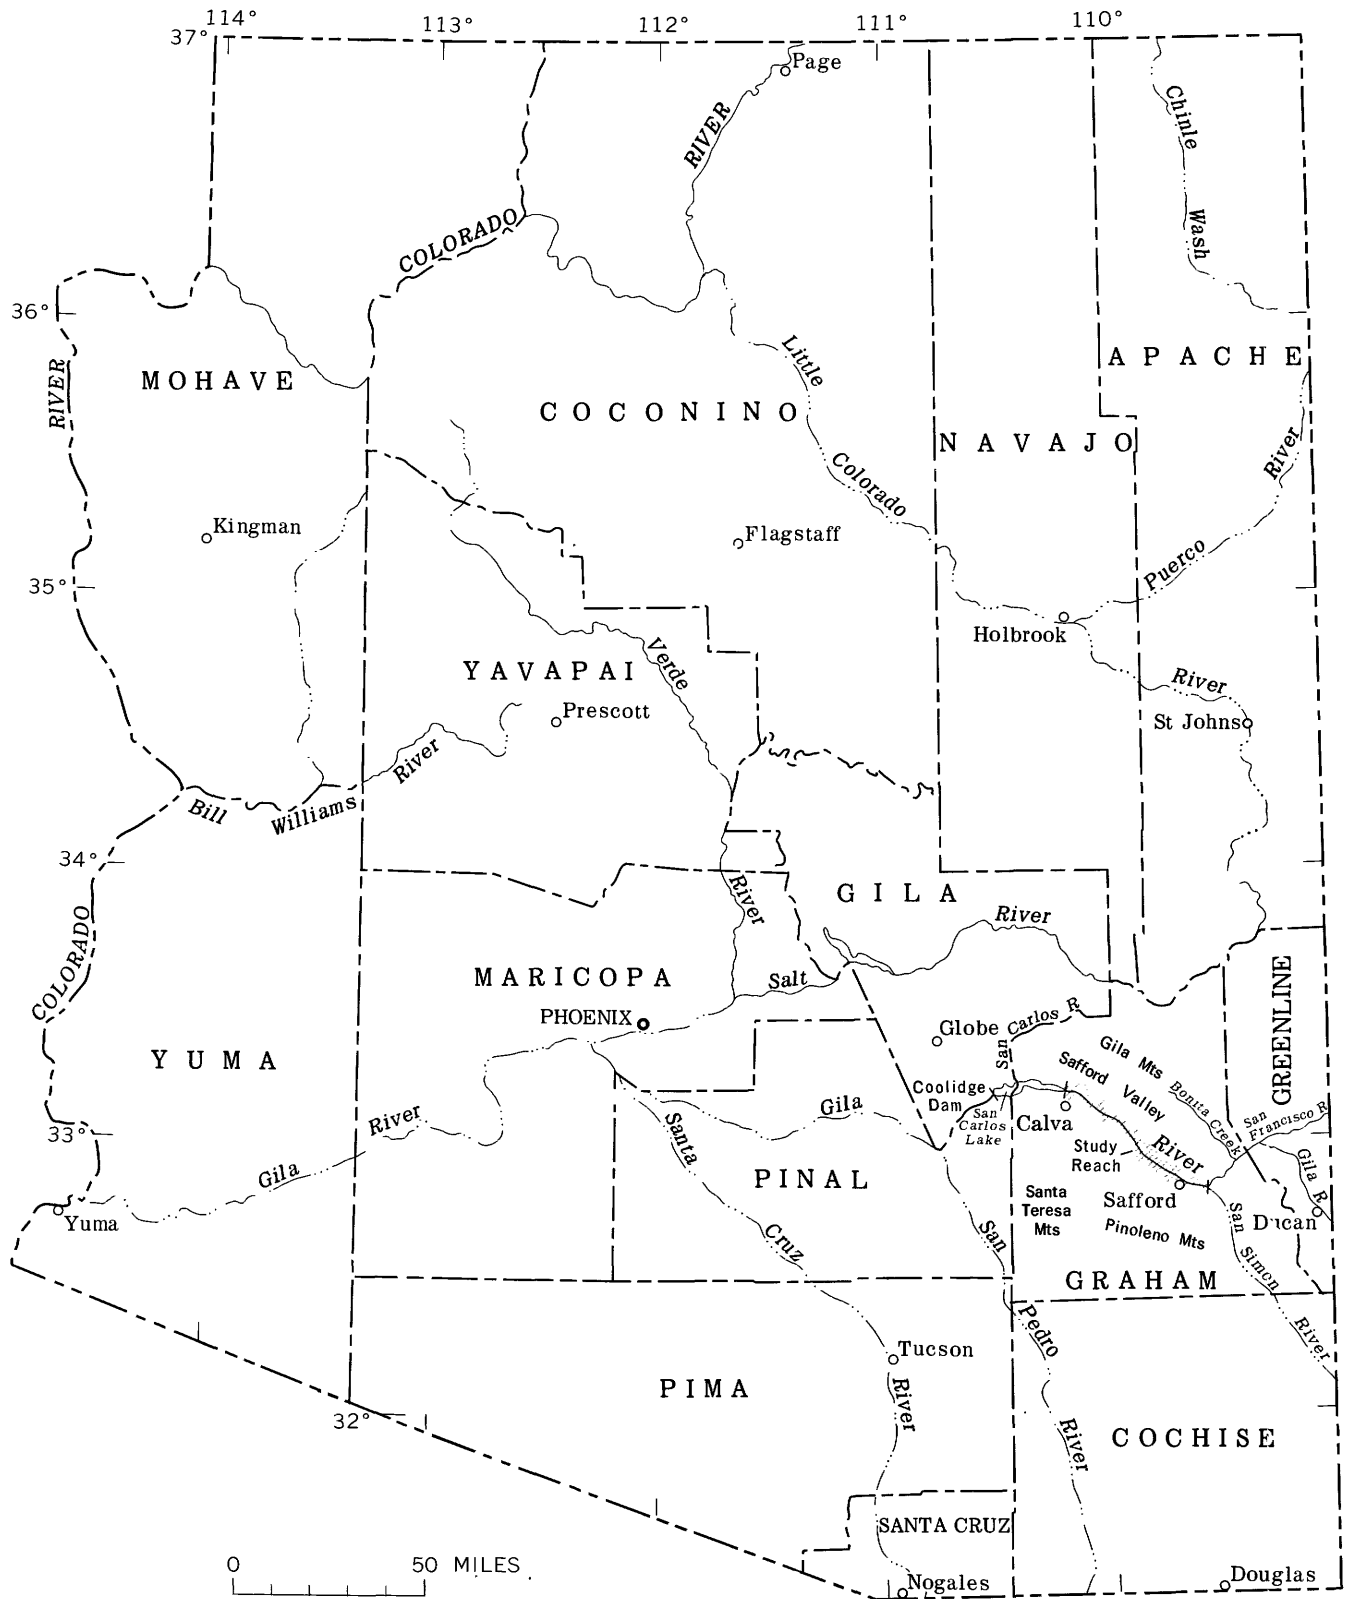 114° 113° 112° 111° 110°
37°
Page
RIVER
Chinle
Wash
COLORADO
36°
RIVER
MOHAVE
Little
APACHE
COCONINO
NAVAJO
Colorado
River
Kingman
Flagstaff
35°
Puerco
Holbrook
YAVAPAI
Verde
River
Prescott
St Johns
River
Bill
Williams
34°
River
GILA
River
COLORADO
MARICOPA
Salt
GREENLINE
PHOENIX
Globe
San Carlos R
Gila Mts
YUMA
Safford
Valley
Bonita Creek
Coolidge
Dam
San
Carlos
Lake
Calva
San
Francisco R
Gila
River
33°
Santa
Study
Reach
River
Gila R
Gila
PINAL
Santa
Teresa
Mts
Safford
Yuma
San
Ducan
Pinoleno Mts
San
Cruz
Simon
GRAHAM
River
Pedro
Tucson
PIMA
River
32°
River
COCHISE
SANTA CRUZ
0 50 MILES
Nogales
Douglas